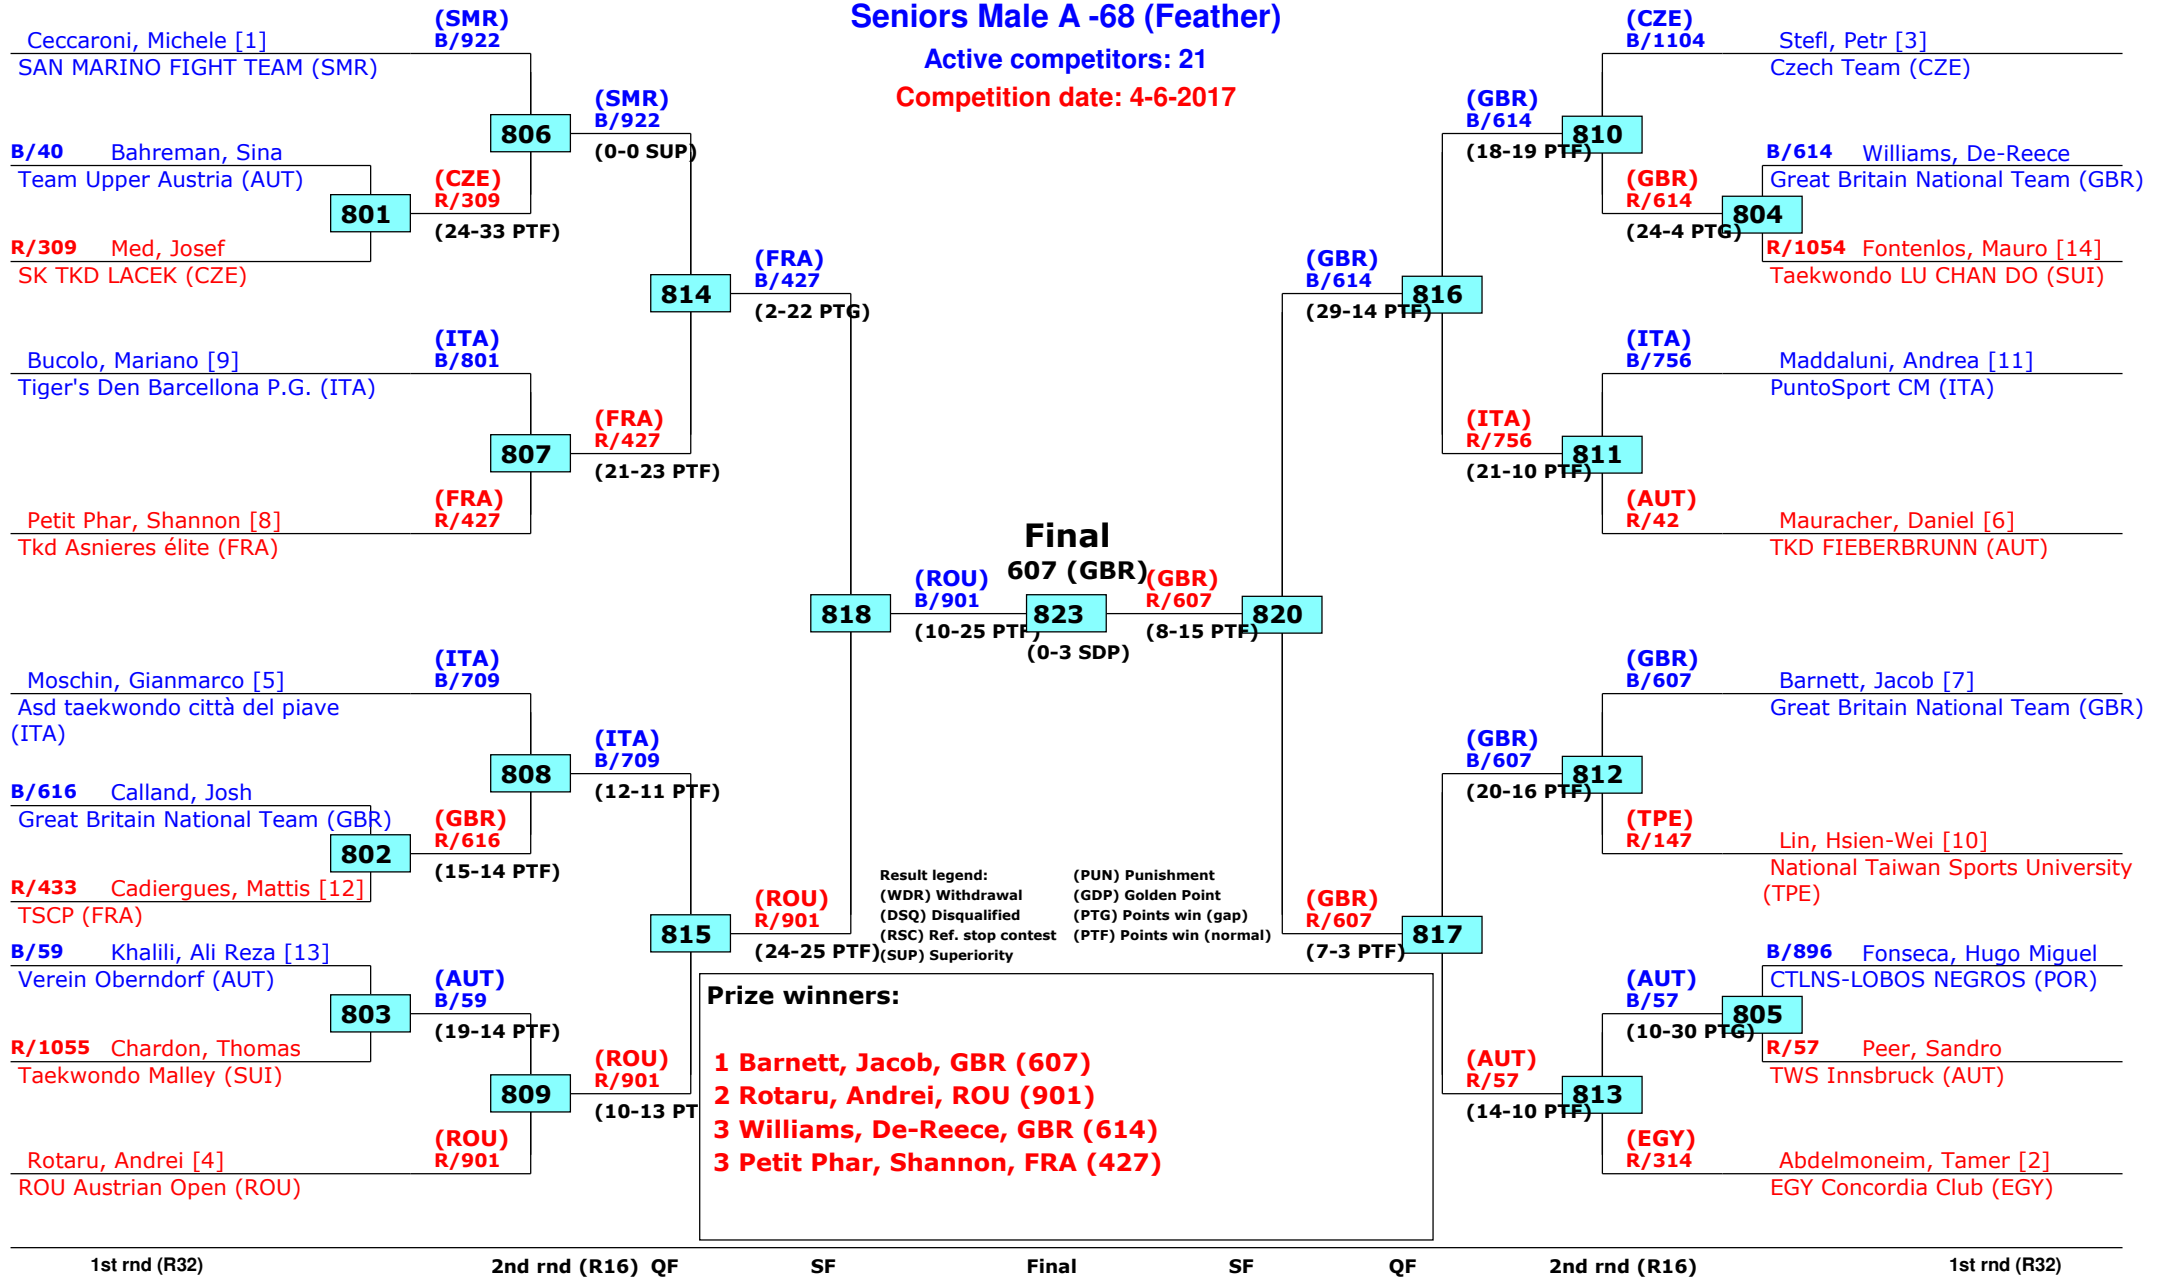 Seniors Male A -68 (Feather)
Active competitors: 21
Competition date: 4-6-2017
(SMR)
B/922
Ceccaroni, Michele [1]
SAN MARINO FIGHT TEAM (SMR)
806
(SMR)
B/922
(0-0 SUP)
B/40 Bahreman, Sina
Team Upper Austria (AUT)
801
(CZE)
R/309
(24-33 PTF)
R/309 Med, Josef
SK TKD LACEK (CZE)
814
(FRA)
B/427
(2-22 PTG)
(ITA)
B/801
Bucolo, Mariano [9]
Tiger's Den Barcellona P.G. (ITA)
807
(FRA)
R/427
(21-23 PTF)
(FRA)
R/427
Petit Phar, Shannon [8]
Tkd Asnieres élite (FRA)
818
(ROU)
B/901
(10-25 PTF)
(ITA)
B/709
Moschin, Gianmarco [5]
Asd taekwondo città del piave
(ITA)
808
(ITA)
B/709
(12-11 PTF)
B/616 Calland, Josh
Great Britain National Team (GBR)
802
(GBR)
R/616
(15-14 PTF)
R/433 Cadiergues, Mattis [12]
TSCP (FRA)
815
(ROU)
R/901
(24-25 PTF)
B/59 Khalili, Ali Reza [13]
Verein Oberndorf (AUT)
803
(AUT)
B/59
(19-14 PTF)
R/1055 Chardon, Thomas
Taekwondo Malley (SUI)
809
(ROU)
R/901
(10-13 PT
(ROU)
R/901
Rotaru, Andrei [4]
ROU Austrian Open (ROU)
Final
607 (GBR)
823
(0-3 SDP)
(GBR)
R/607
(8-15 PTF)
820
(CZE)
B/1104
Stefl, Petr [3]
Czech Team (CZE)
(GBR)
B/614
(18-19 PTF)
810
B/614 Williams, De-Reece
Great Britain National Team (GBR)
(GBR)
R/614
(24-4 PTG)
804
R/1054 Fontenlos, Mauro [14]
Taekwondo LU CHAN DO (SUI)
(GBR)
B/614
(29-14 PTF)
816
(ITA)
B/756
Maddaluni, Andrea [11]
PuntoSport CM (ITA)
(ITA)
R/756
(21-10 PTF)
811
(AUT)
R/42
Mauracher, Daniel [6]
TKD FIEBERBRUNN (AUT)
(GBR)
B/607
Barnett, Jacob [7]
Great Britain National Team (GBR)
(GBR)
B/607
(20-16 PTF)
812
(TPE)
R/147
Lin, Hsien-Wei [10]
National Taiwan Sports University
(TPE)
(GBR)
R/607
(7-3 PTF)
817
B/896 Fonseca, Hugo Miguel
CTLNS-LOBOS NEGROS (POR)
(AUT)
B/57
(10-30 PTG)
805
R/57 Peer, Sandro
TWS Innsbruck (AUT)
(AUT)
R/57
(14-10 PTF)
813
(EGY)
R/314
Abdelmoneim, Tamer [2]
EGY Concordia Club (EGY)
Result legend: (PUN) Punishment
(WDR) Withdrawal (GDP) Golden Point
(DSQ) Disqualified (PTG) Points win (gap)
(RSC) Ref. stop contest (PTF) Points win (normal)
(SUP) Superiority
Prize winners:
1 Barnett, Jacob, GBR (607)
2 Rotaru, Andrei, ROU (901)
3 Williams, De-Reece, GBR (614)
3 Petit Phar, Shannon, FRA (427)
1st rnd (R32) 2nd rnd (R16) QF SF Final SF QF 2nd rnd (R16) 1st rnd (R32)